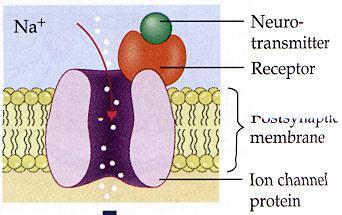 Na⁺
Neuro-
transmitter
Receptor
Postsynaptic
membrane
Ion channel
protein